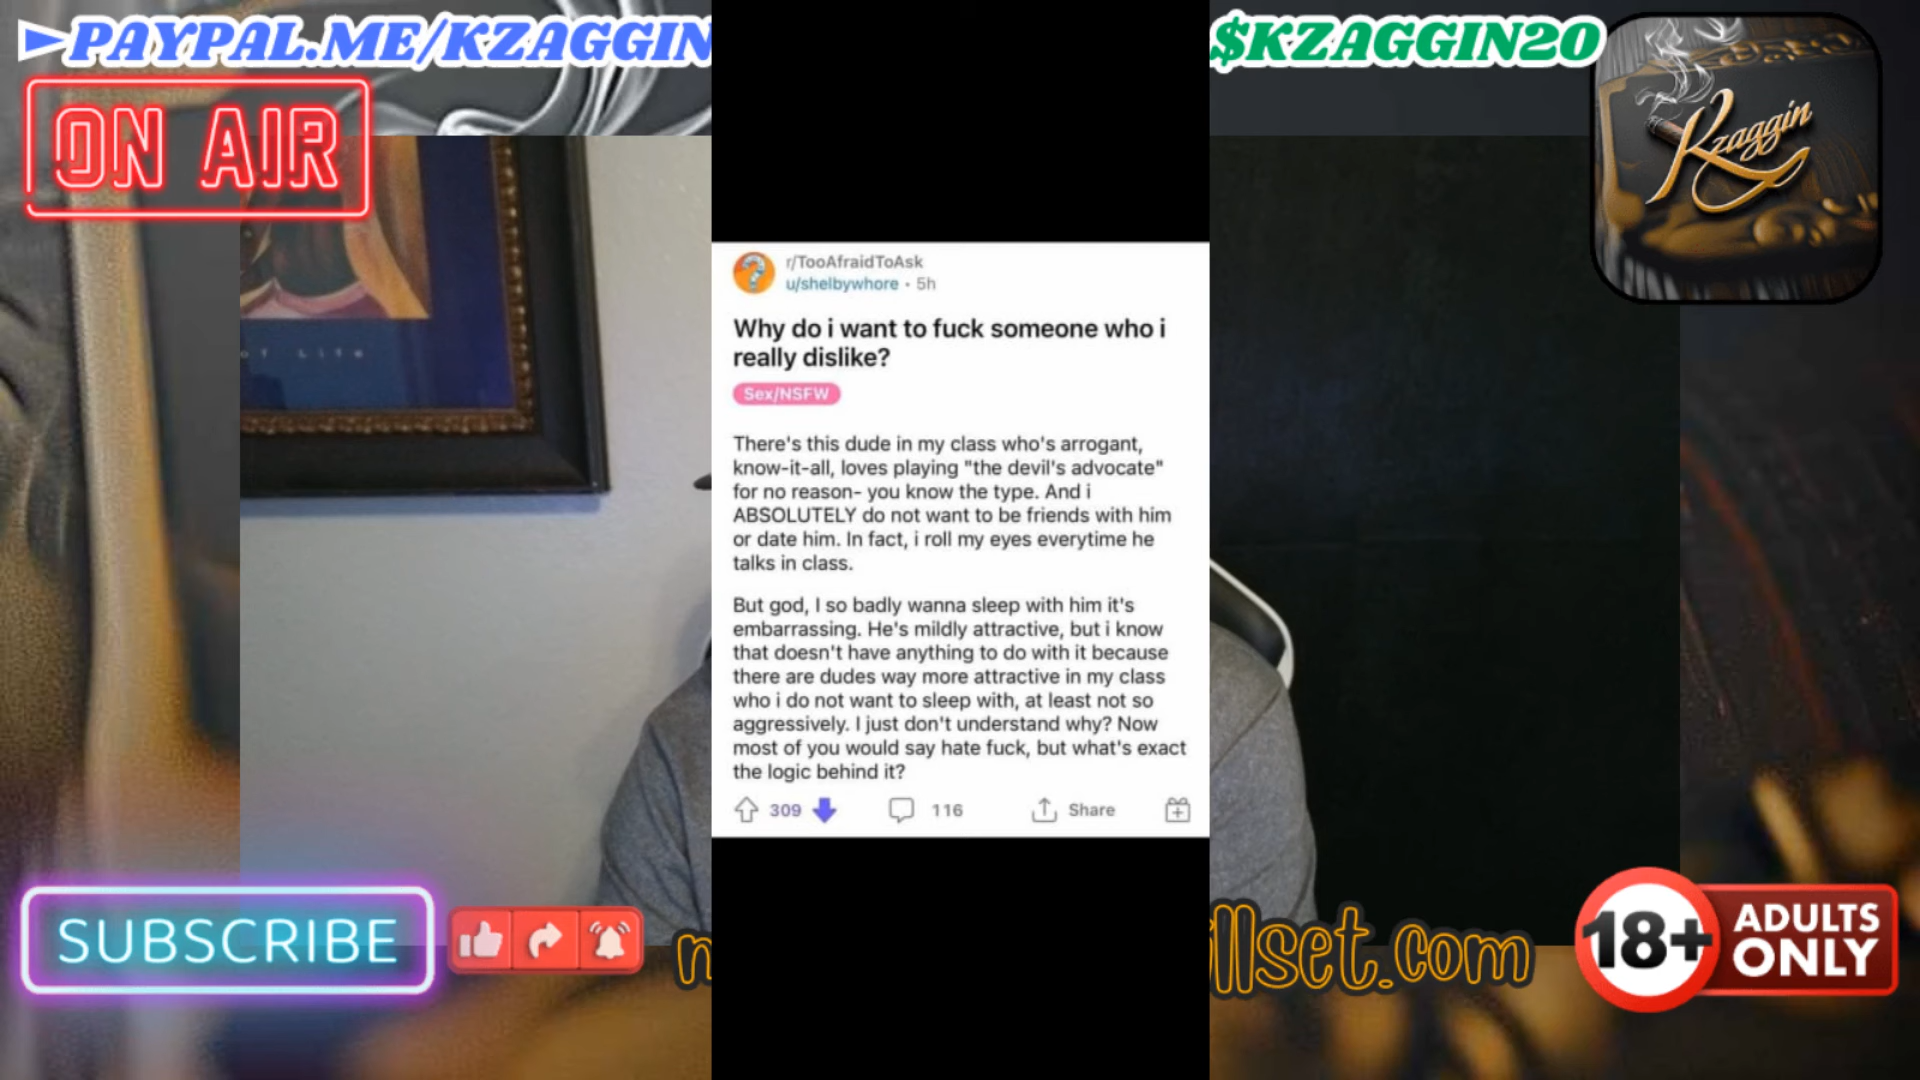 ►PAYPAL.ME/KZAGGIN
$KZAGGIN20
ON AIR
Kzaggin
OF LIFE
r/TooAfraidToAsk
u/shelbywhore • 5h
Why do i want to fuck someone who i
really dislike?
Sex/NSFW
There's this dude in my class who's arrogant,
know-it-all, loves playing "the devil's advocate"
for no reason- you know the type. And i
ABSOLUTELY do not want to be friends with him
or date him. In fact, i roll my eyes everytime he
talks in class.
But god, I so badly wanna sleep with him it's
embarrassing. He's mildly attractive, but i know
that doesn't have anything to do with it because
there are dudes way more attractive in my class
who i do not want to sleep with, at least not so
aggressively. I just don't understand why? Now
most of you would say hate fuck, but what's exact
the logic behind it?
309
116
Share
SUBSCRIBE
illset.com
18+ ADULTS
ONLY